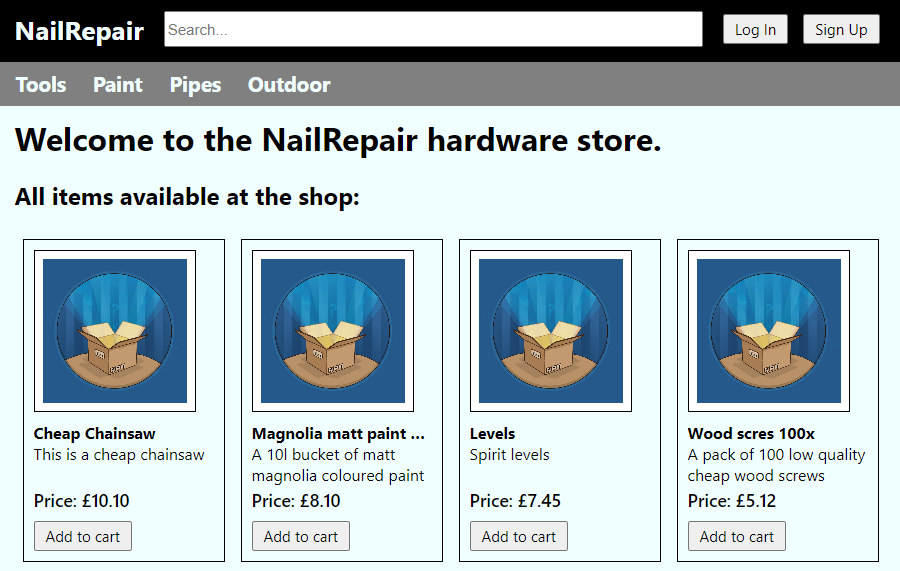 NailRepair
Search...
Log In
Sign Up
Tools
Paint
Pipes
Outdoor
Welcome to the NailRepair hardware store.
All items available at the shop:
Cheap Chainsaw
This is a cheap chainsaw
Price: £10.10
Add to cart
Magnolia matt paint ...
A 10l bucket of matt
magnolia coloured paint
Price: £8.10
Add to cart
Levels
Spirit levels
Price: £7.45
Add to cart
Wood scres 100x
A pack of 100 low quality
cheap wood screws
Price: £5.12
Add to cart